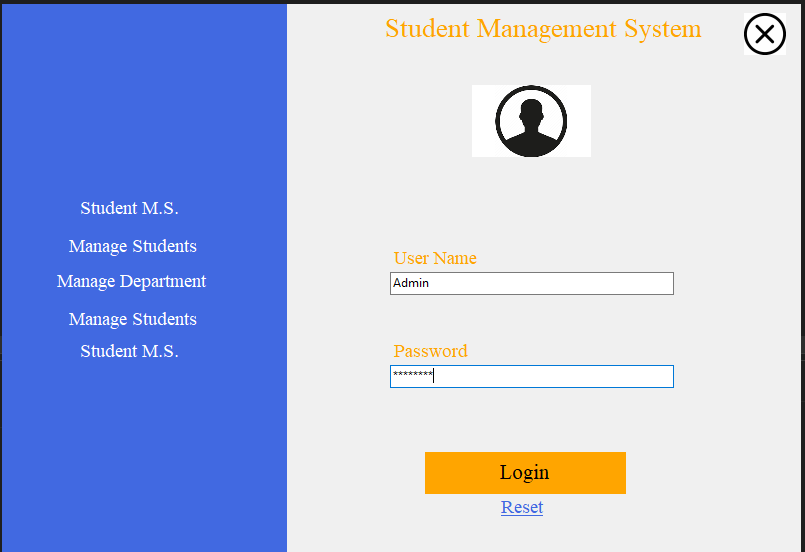 Student Management System
Student M.S.
Manage Students
Manage Department
Manage Students
Student M.S.
User Name
Admin
Password
********
Login
Reset